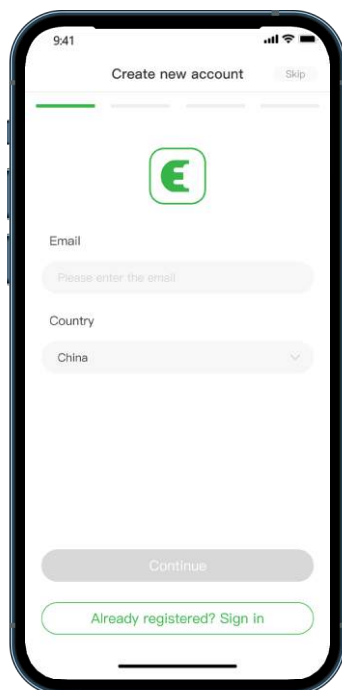 9:41
Create new account
Skip
Email
Please enter the email
Country
China
Continue
Already registered? Sign in